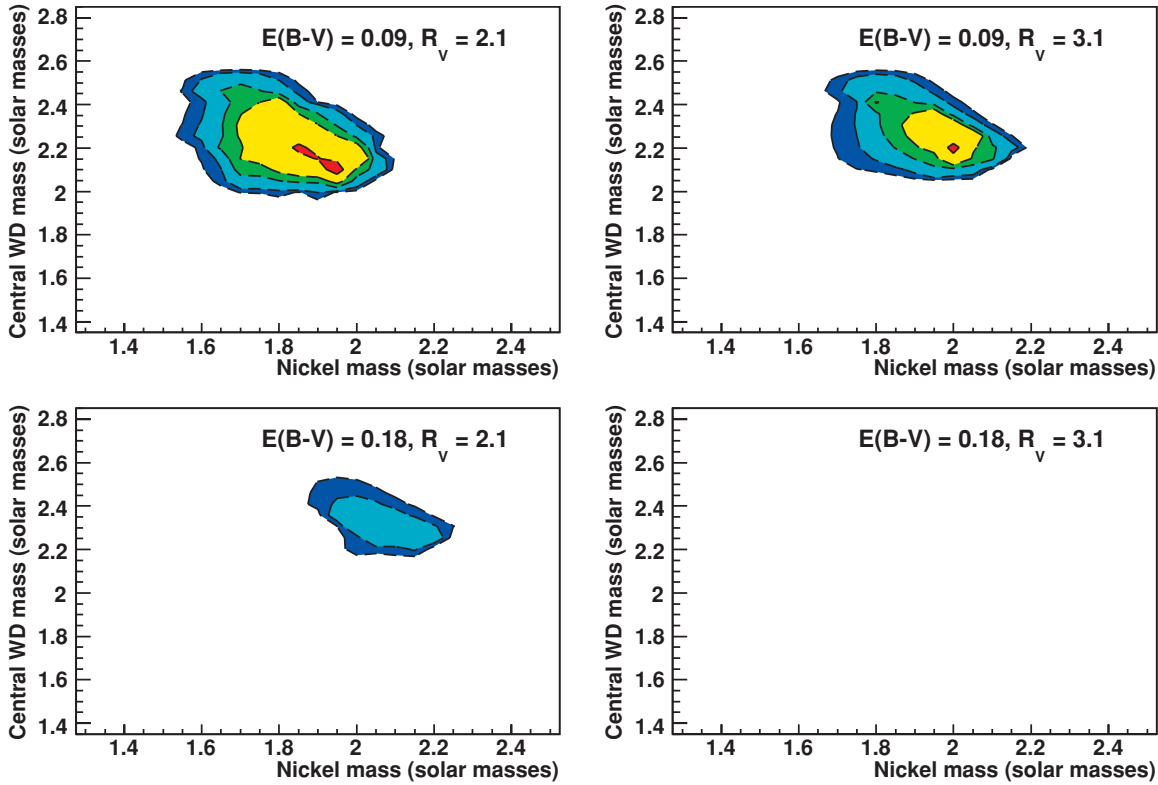 E(B-V) = 0.09, R_V = 2.1
Central WD mass (solar masses)
2.8
2.6
2.4
2.2
2
1.8
1.6
1.4
1.4 1.6 1.8 2 2.2 2.4
Nickel mass (solar masses)
E(B-V) = 0.09, R_V = 3.1
Central WD mass (solar masses)
2.8
2.6
2.4
2.2
2
1.8
1.6
1.4
1.4 1.6 1.8 2 2.2 2.4
Nickel mass (solar masses)
E(B-V) = 0.18, R_V = 2.1
Central WD mass (solar masses)
2.8
2.6
2.4
2.2
2
1.8
1.6
1.4
1.4 1.6 1.8 2 2.2 2.4
Nickel mass (solar masses)
E(B-V) = 0.18, R_V = 3.1
Central WD mass (solar masses)
2.8
2.6
2.4
2.2
2
1.8
1.6
1.4
1.4 1.6 1.8 2 2.2 2.4
Nickel mass (solar masses)